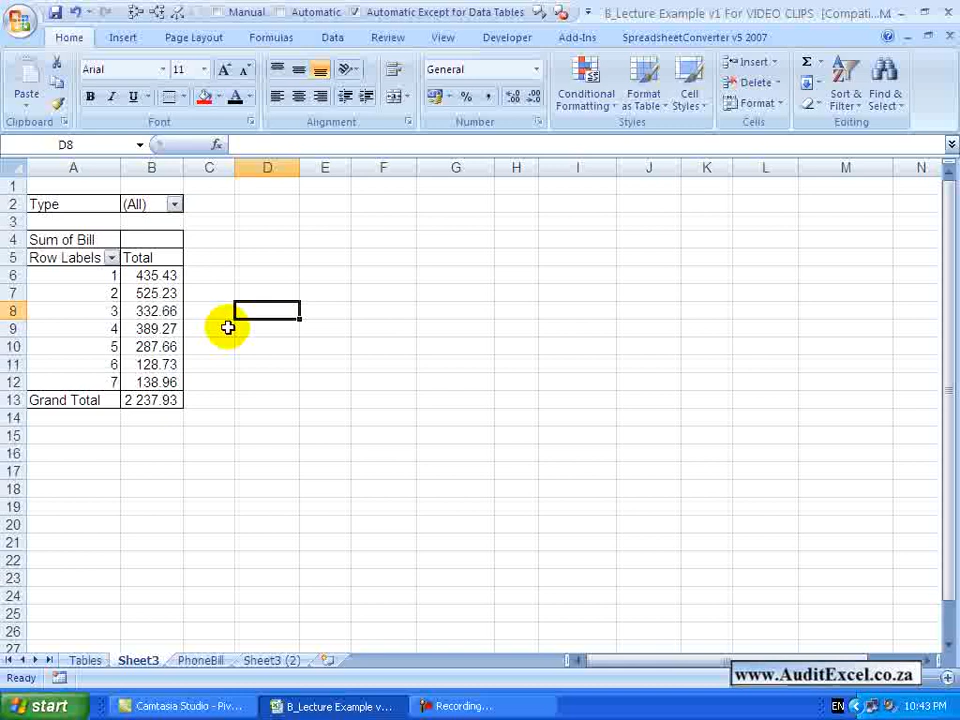 Manual Automatic Automatic Except for Data Tables B_Lecture Example v1 For VIDEO CLIPS [Compati...M
Home Insert Page Layout Formulas Data Review View Developer Add-Ins SpreadsheetConverter v5 2007
Paste Arial 11 A A General Conditional Formatting Format as Table Cell Styles Insert Delete Format Σ Sort & Filter Find & Select
B I U A % ,
Clipboard Font Alignment Number Styles Cells Editing
D8 fx
A B C D E F G H I J K L M N
1
2 Type (All)
3
4 Sum of Bill
5 Row Labels Total
6 1 435.43
7 2 525.23
8 3 332.66
9 4 389.27
10 5 287.66
11 6 128.73
12 7 138.96
13 Grand Total 2 237.93
14
15
16
17
18
19
20
21
22
23
24
25
26
27
Tables Sheet3 PhoneBill Sheet3 (2)
Ready www.AuditExcel.co.za
start Camtasia Studio - Piv... B_Lecture Example v... Recording... EN 10:43 PM